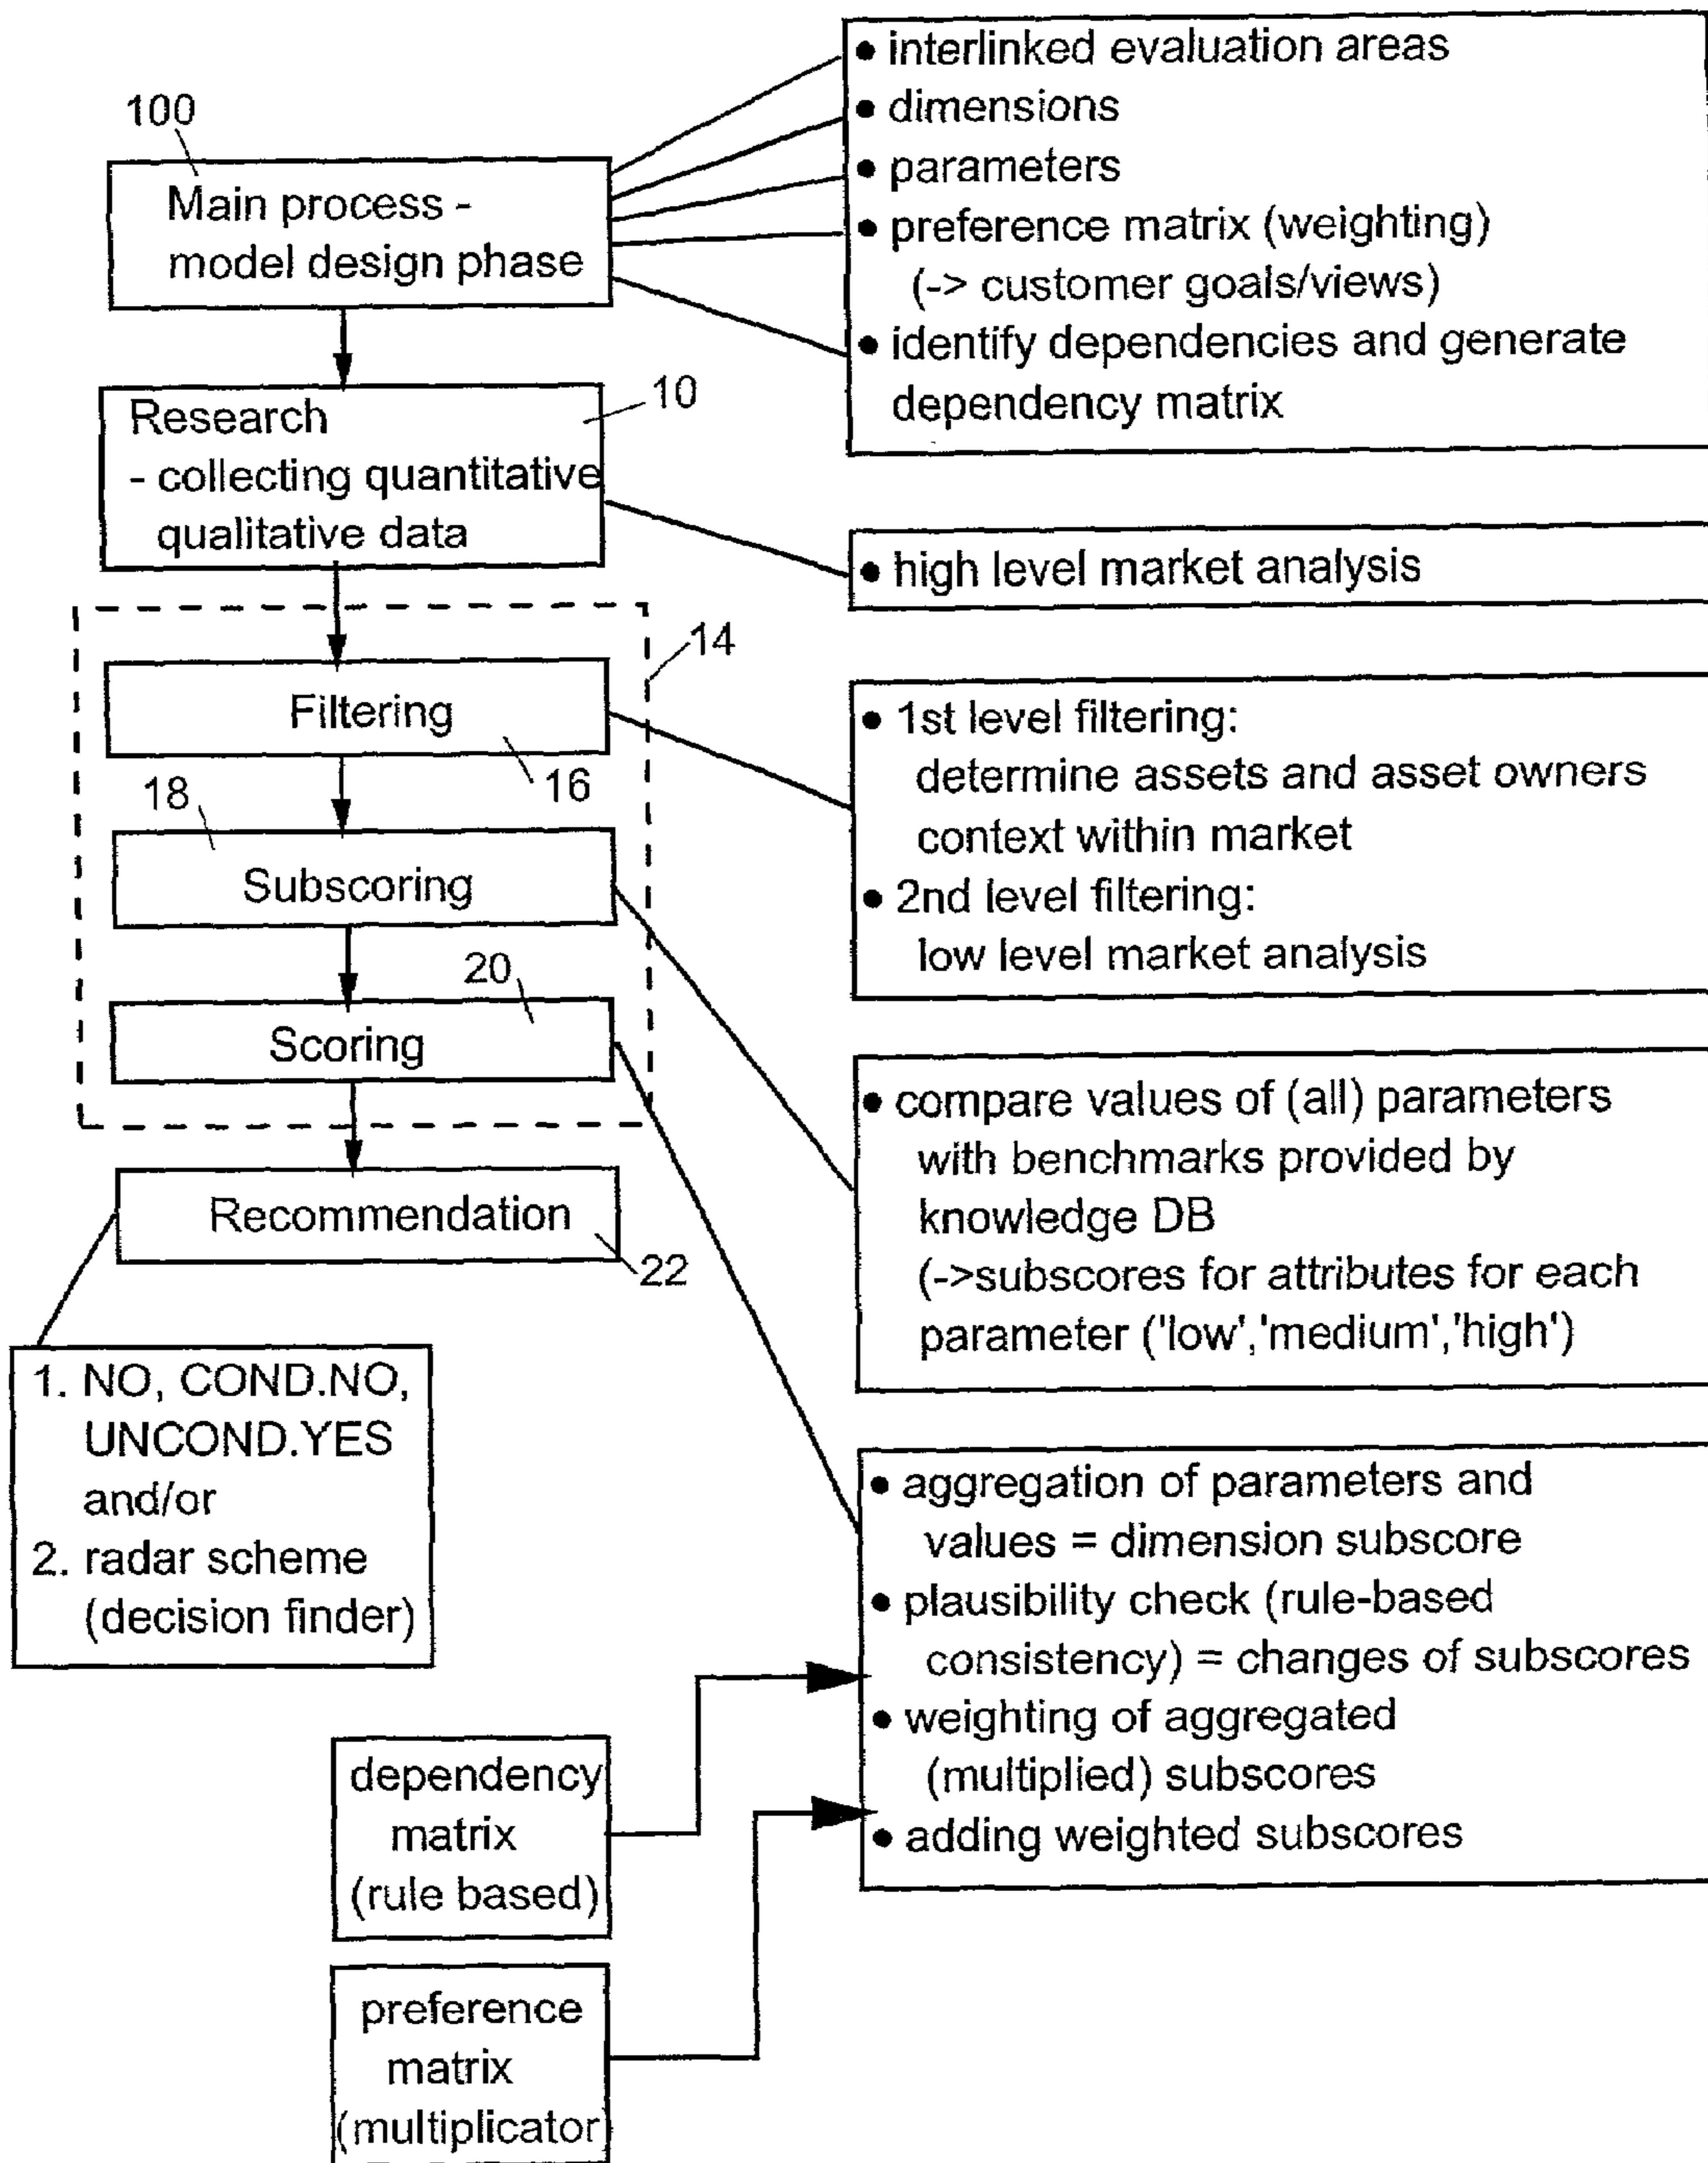 100
Main process -
model design phase
• interlinked evaluation areas
• dimensions
• parameters
• preference matrix (weighting)
(-> customer goals/views)
• identify dependencies and generate
dependency matrix
10
Research
- collecting quantitative
qualitative data
• high level market analysis
14
Filtering
16
• 1st level filtering:
determine assets and asset owners
context within market
• 2nd level filtering:
low level market analysis
18
Subscoring
• compare values of (all) parameters
with benchmarks provided by
knowledge DB
(->subscores for attributes for each
parameter ('low','medium','high')
20
Scoring
• aggregation of parameters and
values = dimension subscore
• plausibility check (rule-based
consistency) = changes of subscores
• weighting of aggregated
(multiplied) subscores
• adding weighted subscores
Recommendation
22
1. NO, COND.NO,
UNCOND.YES
and/or
2. radar scheme
(decision finder)
dependency
matrix
(rule based)
preference
matrix
(multiplicator)